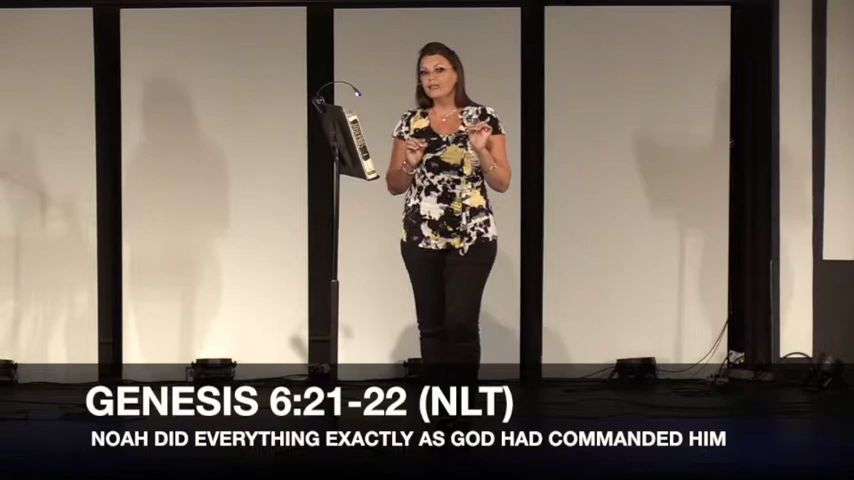 GENESIS 6:21-22 (NLT)
NOAH DID EVERYTHING EXACTLY AS GOD HAD COMMANDED HIM